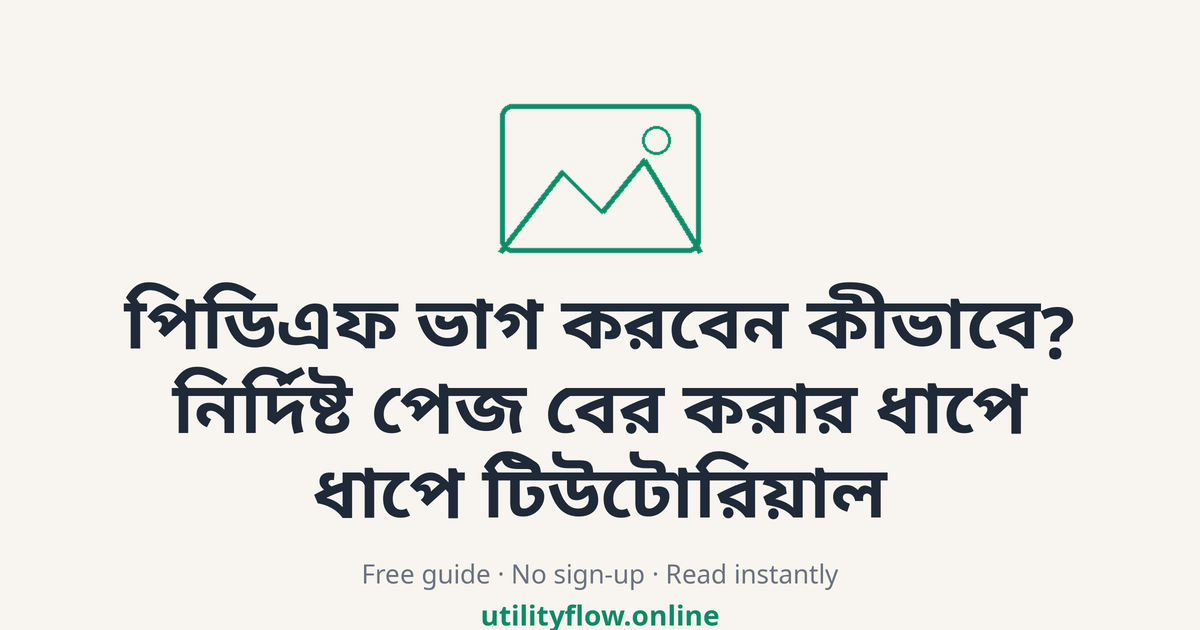 পিডিএফ ভাগ করবেন কীভাবে?
নির্দিষ্ট পেজ বের করার ধাপে
ধাপে টিউটোরিয়াল
Free guide · No sign-up · Read instantly
utilityflow.online